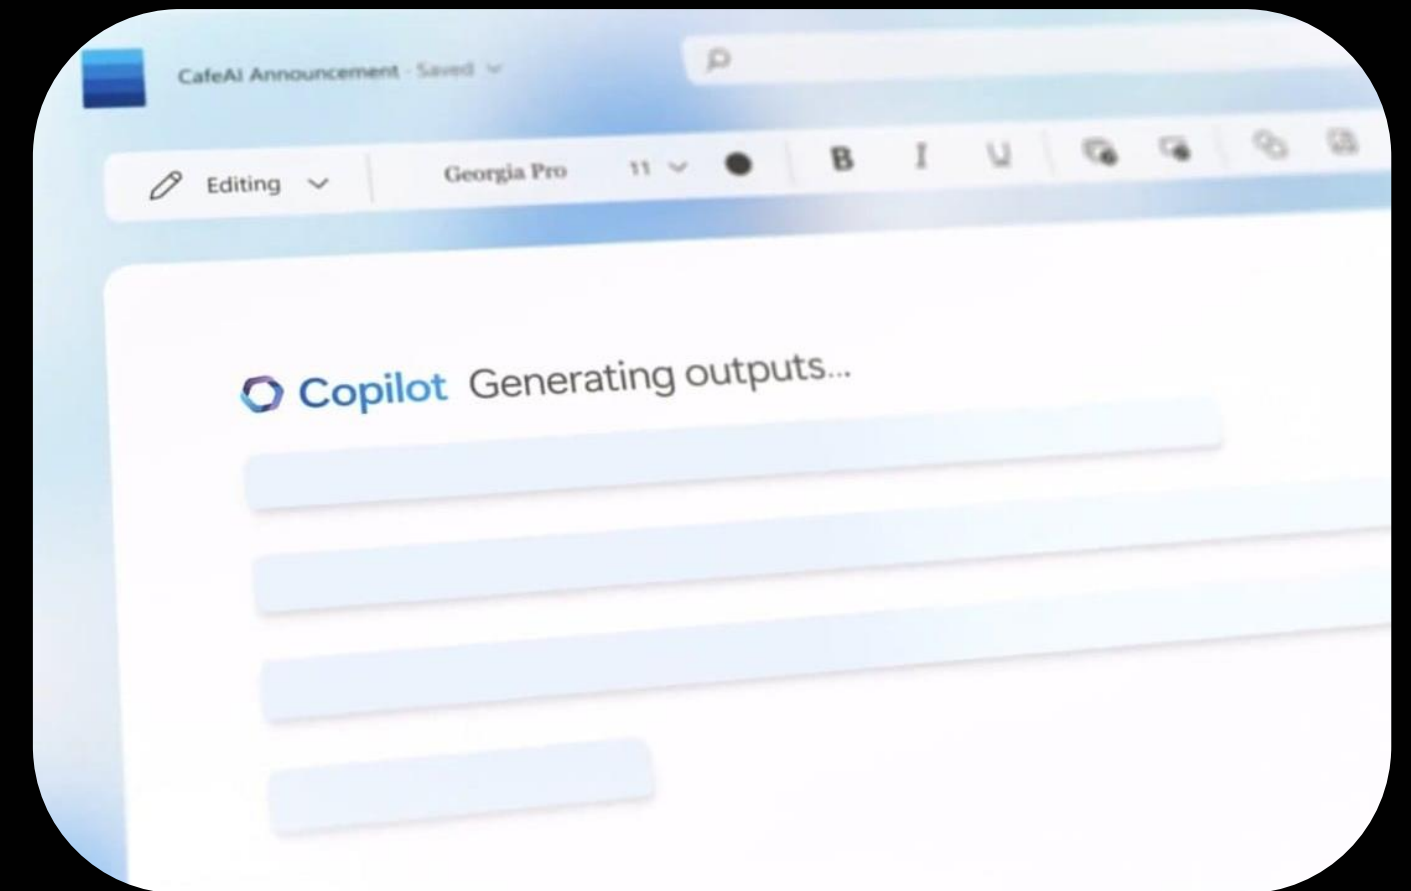 CafeAI Announcement · Saved
Editing Georgia Pro 11 B I U
Copilot Generating outputs...